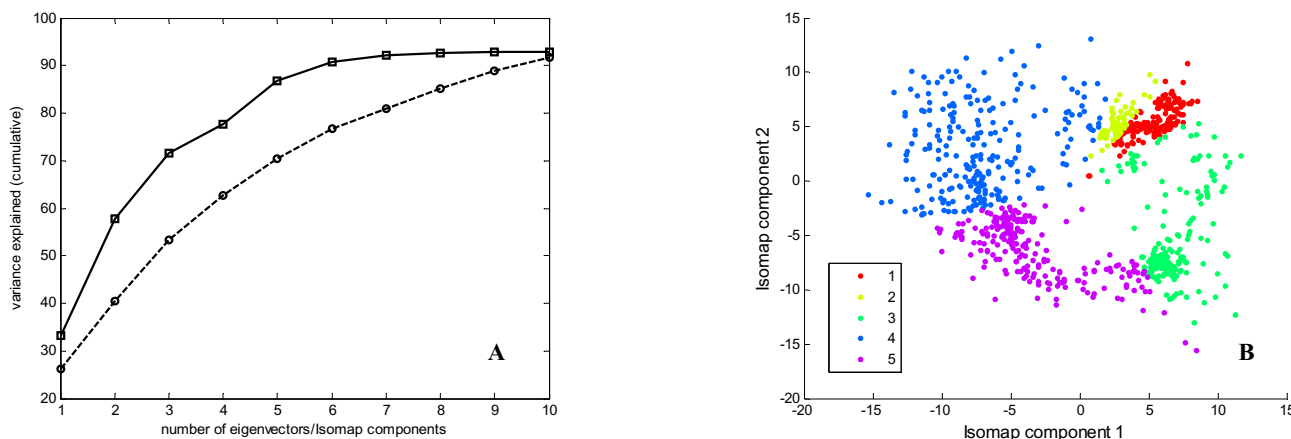 100
90
80
70
60
50
40
30
20
variance explained (cumulative)
1 2 3 4 5 6 7 8 9 10
number of eigenvectors/Isomap components
A
20
15
10
5
0
-5
-10
-15
-20
Isomap component 2
-20 -15 -10 -5 0 5 10 15
Isomap component 1
1
2
3
4
5
B